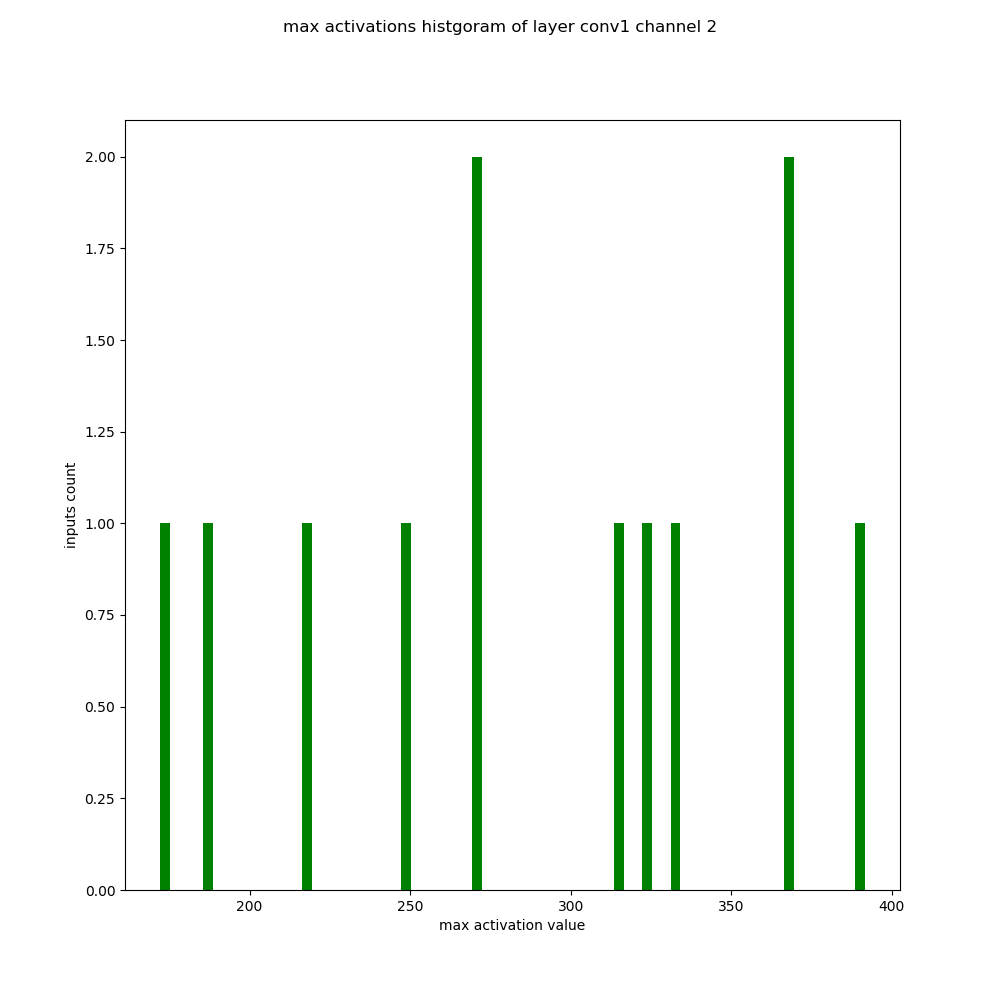 max activations histgoram of layer conv1 channel 2
2.00
1.75
1.50
1.25
1.00
0.75
0.50
0.25
0.00
inputs count
200 250 300 350 400
max activation value